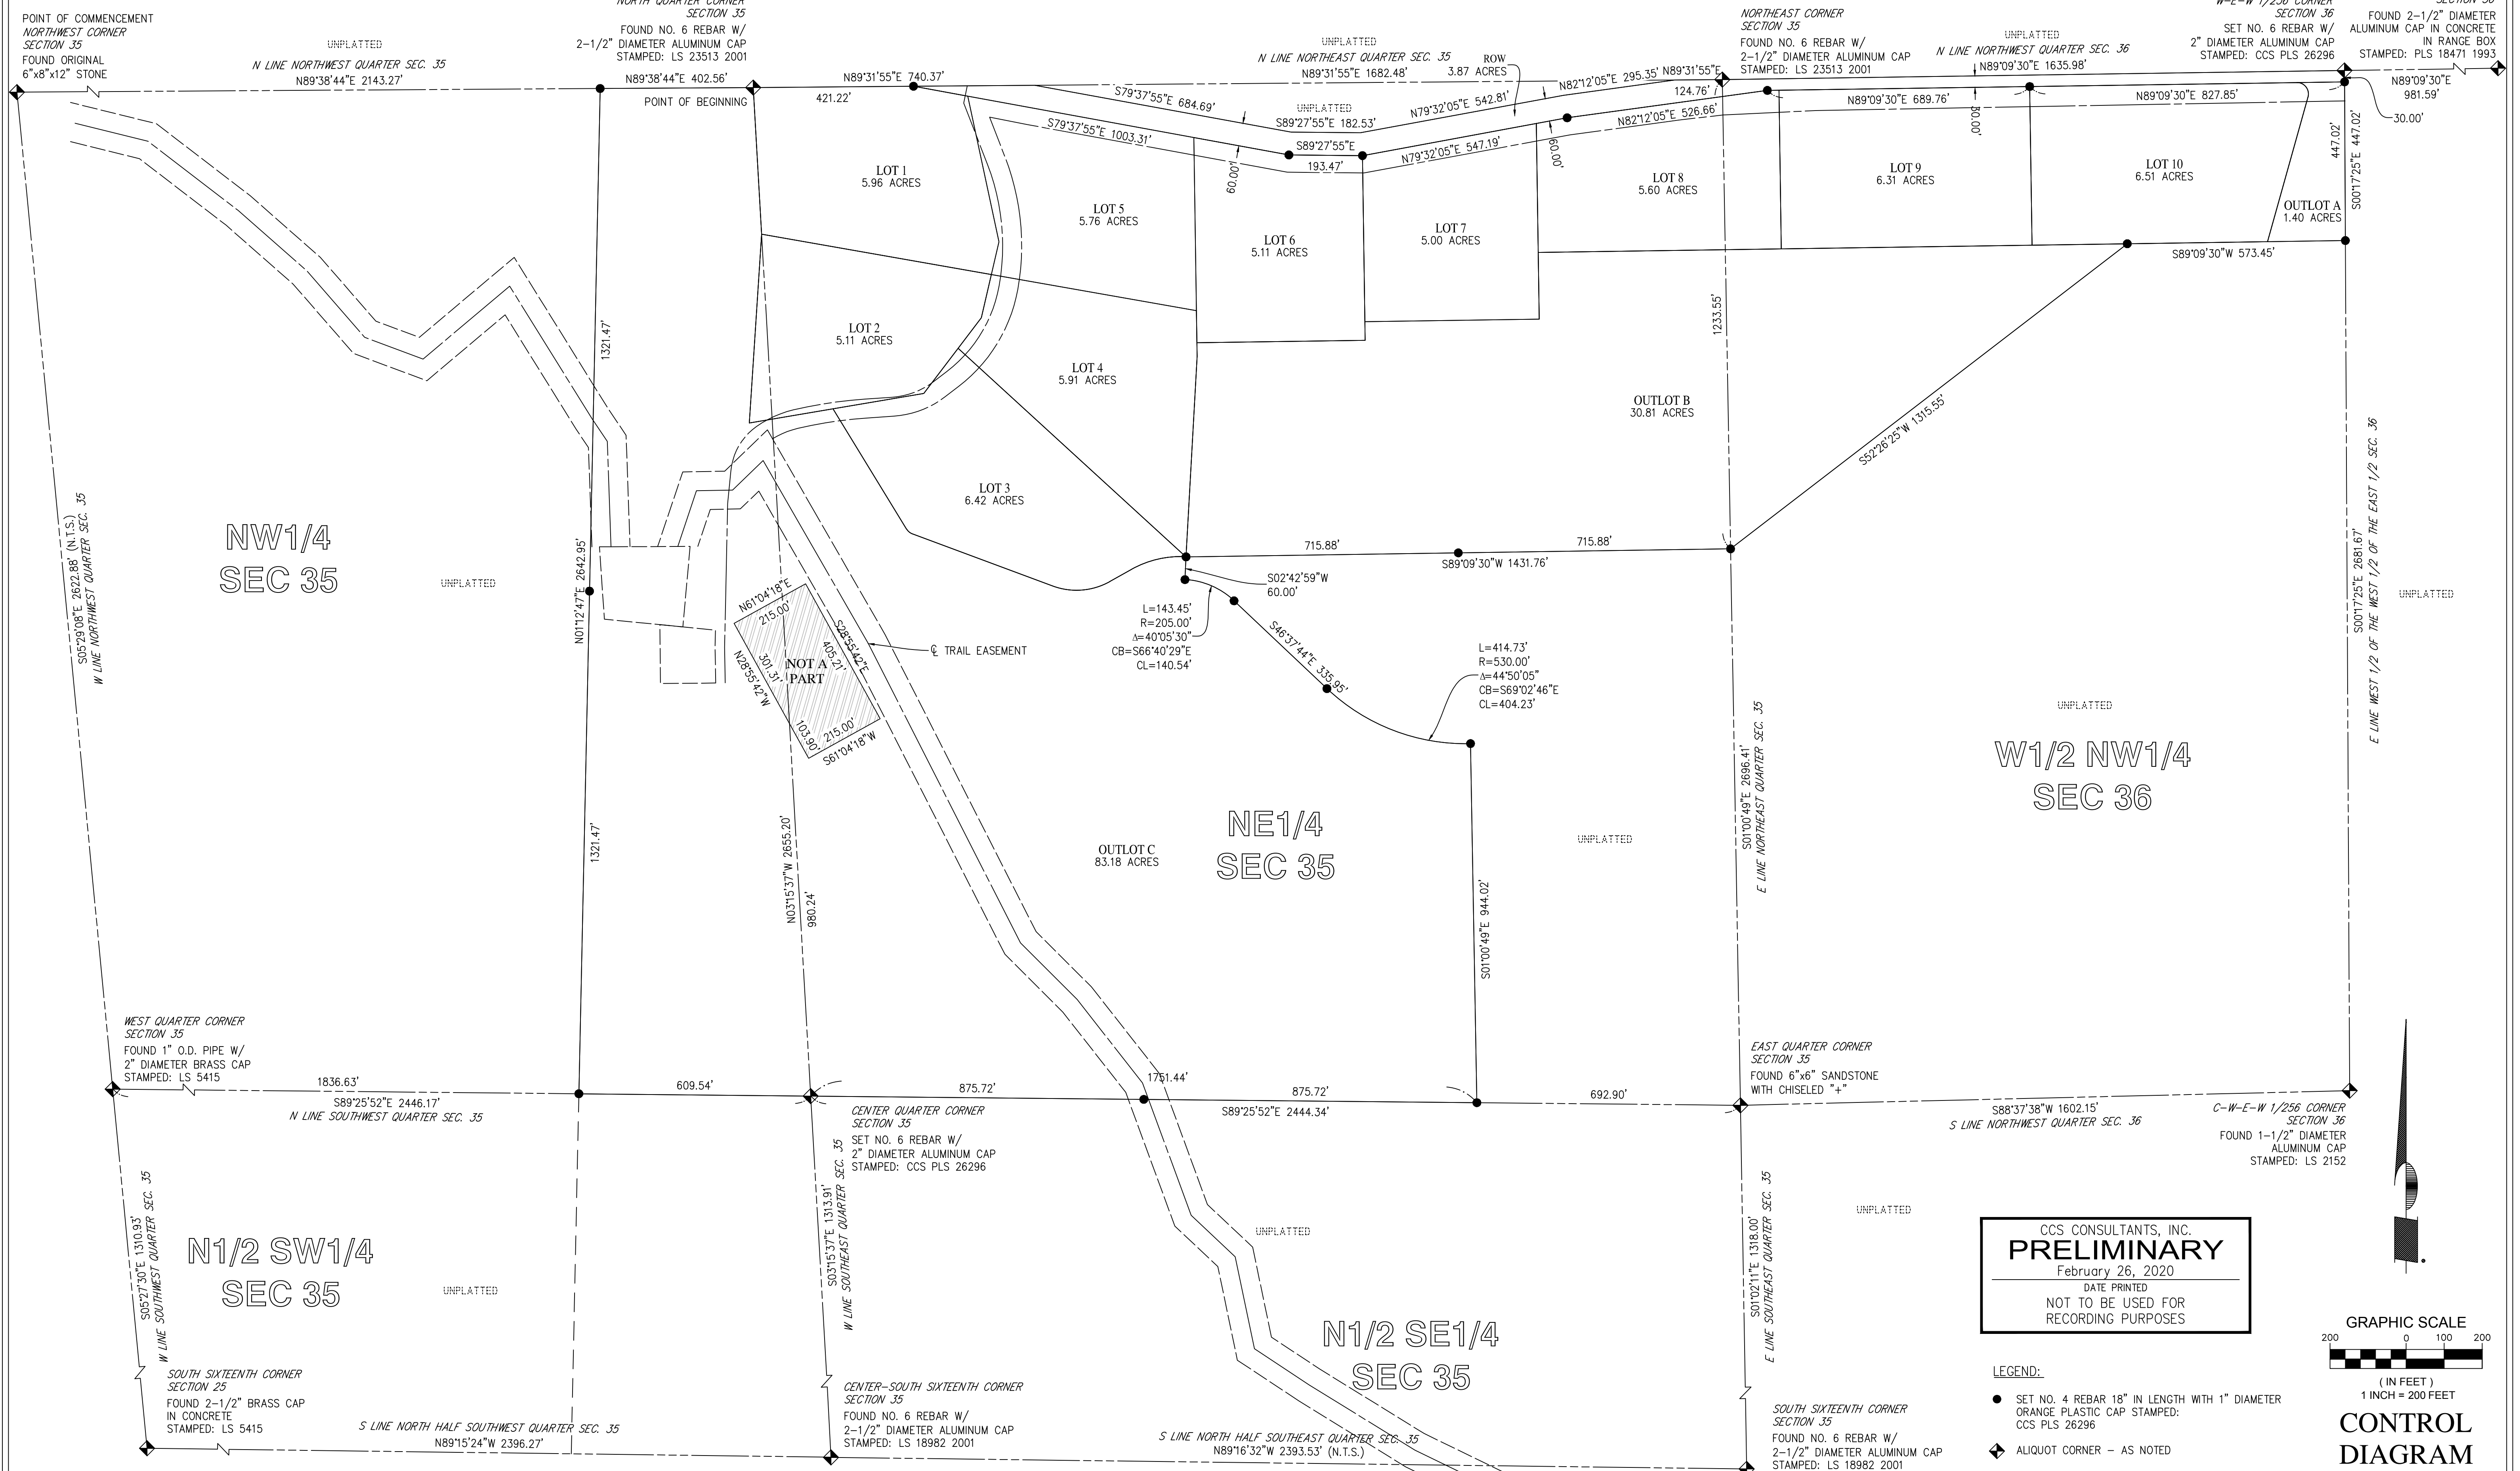 POINT OF COMMENCEMENT
NORTHWEST CORNER
SECTION 35
FOUND ORIGINAL
6"x8"x12" STONE
UNPLATTED
N LINE NORTHWEST QUARTER SEC. 35
N89°38'44"E 2143.27'
NORTH QUARTER CORNER
SECTION 35
FOUND NO. 6 REBAR W/
2-1/2" DIAMETER ALUMINUM CAP
STAMPED: LS 23513 2001
N89°38'44"E 402.56'
POINT OF BEGINNING
N89°31'55"E 740.37'
421.22'
UNPLATTED
N LINE NORTHEAST QUARTER SEC. 35
N89°31'55"E 1682.48'
ROW
3.87 ACRES
S79°37'55"E 684.69'
UNPLATTED
S89°27'55"E 182.53'
N79°32'05"E 542.81'
N82°12'05"E 295.35'
N89°31'55"E
124.76'
S79°37'55"E 1003.31'
S89°27'55"E
193.47'
60.00'
N79°32'05"E 547.19'
60.00'
N82°12'05"E 526.66'
NORTHEAST CORNER
SECTION 35
FOUND NO. 6 REBAR W/
2-1/2" DIAMETER ALUMINUM CAP
STAMPED: LS 23513 2001
UNPLATTED
N LINE NORTHWEST QUARTER SEC. 36
N89°09'30"E 1635.98'
N89°09'30"E 689.76'
30.00'
N89°09'30"E 827.85'
W-E-W 1/256 CORNER
SECTION 36
SET NO. 6 REBAR W/
2" DIAMETER ALUMINUM CAP
STAMPED: CCS PLS 26296
SECTION 36
FOUND 2-1/2" DIAMETER
ALUMINUM CAP IN CONCRETE
IN RANGE BOX
STAMPED: PLS 18471 1993
N89°09'30"E
981.59'
30.00'
447.02'
S00°17'25"E 447.02'
LOT 1
5.96 ACRES
LOT 5
5.76 ACRES
LOT 6
5.11 ACRES
LOT 7
5.00 ACRES
LOT 8
5.60 ACRES
LOT 9
6.31 ACRES
LOT 10
6.51 ACRES
OUTLOT A
1.40 ACRES
S89°09'30"W 573.45'
LOT 2
5.11 ACRES
LOT 4
5.91 ACRES
LOT 3
6.42 ACRES
OUTLOT B
30.81 ACRES
1321.47'
1233.55'
S52°26'25"W 1315.55'
S05°29'08"E 2622.88' (N.T.S.)
W LINE NORTHWEST QUARTER SEC. 35
NW1/4
SEC 35
UNPLATTED
N01°12'47"E 2642.95'
715.88'
715.88'
S89°09'30"W 1431.76'
S02°42'59"W
60.00'
L=143.45'
R=205.00'
Δ=40°05'30"
CB=S66°40'29"E
CL=140.54'
S46°37'44"E 335.95'
L=414.73'
R=530.00'
Δ=44°50'05"
CB=S69°02'46"E
CL=404.23'
N61°04'18"E
215.00'
S28°55'42"E
405.21'
NOT A
PART
301.31'
N28°55'42"W
103.90'
215.00'
S61°04'18"W
℄ TRAIL EASEMENT
S00°17'25"E 2681.67'
E LINE WEST 1/2 OF THE WEST 1/2 OF THE EAST 1/2 SEC. 36
UNPLATTED
UNPLATTED
W1/2 NW1/4
SEC 36
S01°00'49"E 2696.41'
E LINE NORTHEAST QUARTER SEC. 35
NE1/4
SEC 35
UNPLATTED
OUTLOT C
83.18 ACRES
1321.47'
N03°15'37"W 2655.20'
980.24'
S01°00'49"E 944.02'
WEST QUARTER CORNER
SECTION 35
FOUND 1" O.D. PIPE W/
2" DIAMETER BRASS CAP
STAMPED: LS 5415
1836.63'
S89°25'52"E 2446.17'
N LINE SOUTHWEST QUARTER SEC. 35
609.54'
875.72'
1751.44'
875.72'
S89°25'52"E 2444.34'
692.90'
CENTER QUARTER CORNER
SECTION 35
SET NO. 6 REBAR W/
2" DIAMETER ALUMINUM CAP
STAMPED: CCS PLS 26296
EAST QUARTER CORNER
SECTION 35
FOUND 6"x6" SANDSTONE
WITH CHISELED "+"
S88°37'38"W 1602.15'
S LINE NORTHWEST QUARTER SEC. 36
C-W-E-W 1/256 CORNER
SECTION 36
FOUND 1-1/2" DIAMETER
ALUMINUM CAP
STAMPED: LS 2152
S05°27'30"E 1310.93'
W LINE SOUTHWEST QUARTER SEC. 35
N1/2 SW1/4
SEC 35
UNPLATTED
S03°15'37"E 1313.91'
W LINE SOUTHEAST QUARTER SEC. 35
UNPLATTED
N1/2 SE1/4
SEC 35
S01°02'11"E 1318.00'
E LINE SOUTHEAST QUARTER SEC. 35
UNPLATTED
SOUTH SIXTEENTH CORNER
SECTION 25
FOUND 2-1/2" BRASS CAP
IN CONCRETE
STAMPED: LS 5415
S LINE NORTH HALF SOUTHWEST QUARTER SEC. 35
N89°15'24"W 2396.27'
CENTER-SOUTH SIXTEENTH CORNER
SECTION 35
FOUND NO. 6 REBAR W/
2-1/2" DIAMETER ALUMINUM CAP
STAMPED: LS 18982 2001
S LINE NORTH HALF SOUTHEAST QUARTER SEC. 35
N89°16'32"W 2393.53' (N.T.S.)
SOUTH SIXTEENTH CORNER
SECTION 35
FOUND NO. 6 REBAR W/
2-1/2" DIAMETER ALUMINUM CAP
STAMPED: LS 18982 2001
CCS CONSULTANTS, INC.
PRELIMINARY
February 26, 2020
DATE PRINTED
NOT TO BE USED FOR
RECORDING PURPOSES
LEGEND:
SET NO. 4 REBAR 18" IN LENGTH WITH 1" DIAMETER
ORANGE PLASTIC CAP STAMPED:
CCS PLS 26296
ALIQUOT CORNER - AS NOTED
GRAPHIC SCALE
200 0 100 200
( IN FEET )
1 INCH = 200 FEET
CONTROL
DIAGRAM